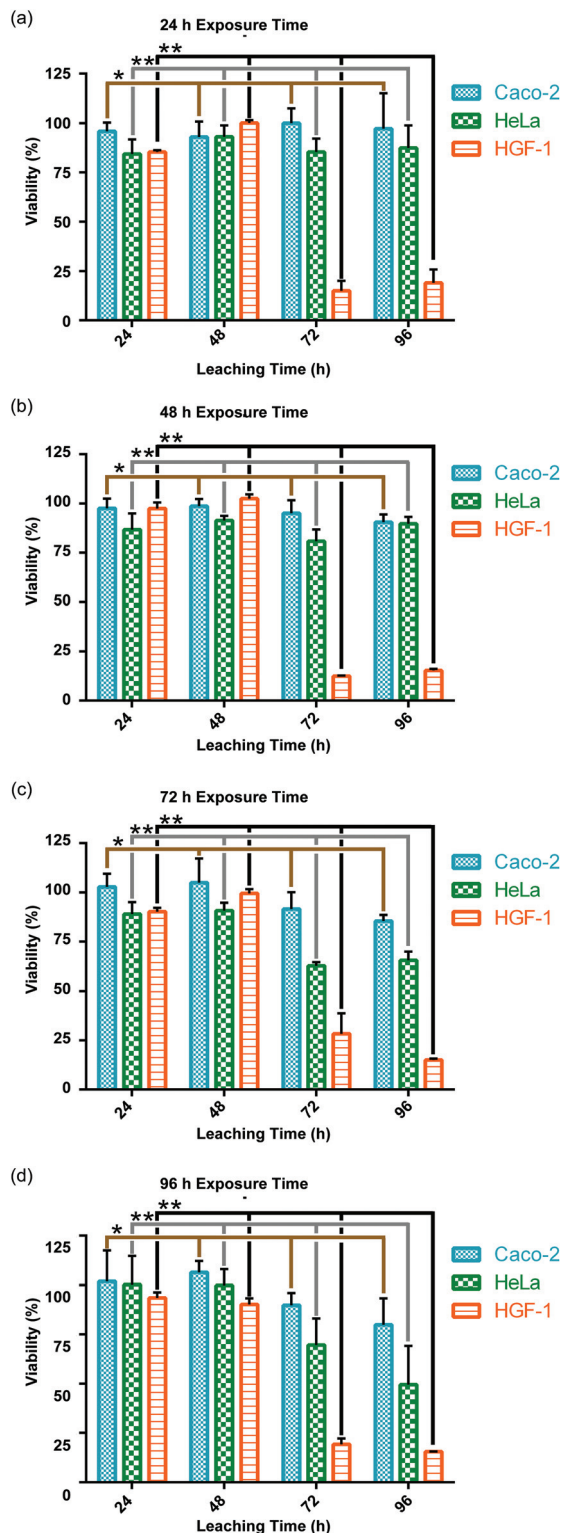 (a)
24 h Exposure Time
* ** **
125
100
75
50
25
0
Viability (%)
24 48 72 96
Leaching Time (h)
Caco-2
HeLa
HGF-1
(b)
48 h Exposure Time
* ** **
125
100
75
50
25
0
Viability (%)
24 48 72 96
Leaching Time (h)
Caco-2
HeLa
HGF-1
(c)
72 h Exposure Time
* ** **
125
100
75
50
25
0
Viability (%)
24 48 72 96
Leaching Time (h)
Caco-2
HeLa
HGF-1
(d)
96 h Exposure Time
* ** **
125
100
75
50
25
0
Viability (%)
24 48 72 96
Leaching Time (h)
Caco-2
HeLa
HGF-1